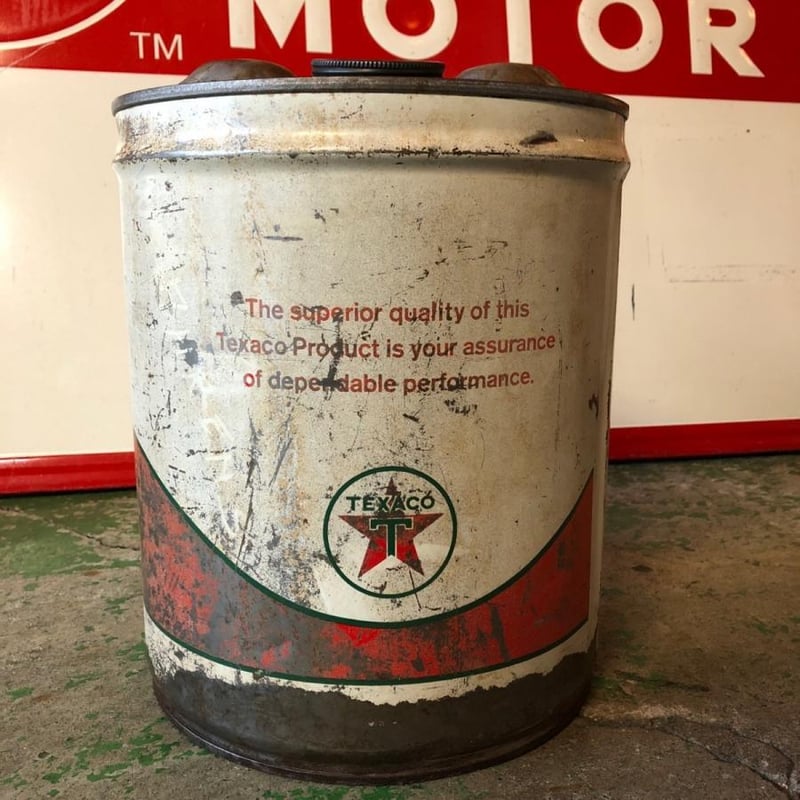 TM MOTOR
The superior quality of this
Texaco Product is your assurance
of dependable performance.
TEXACO
T